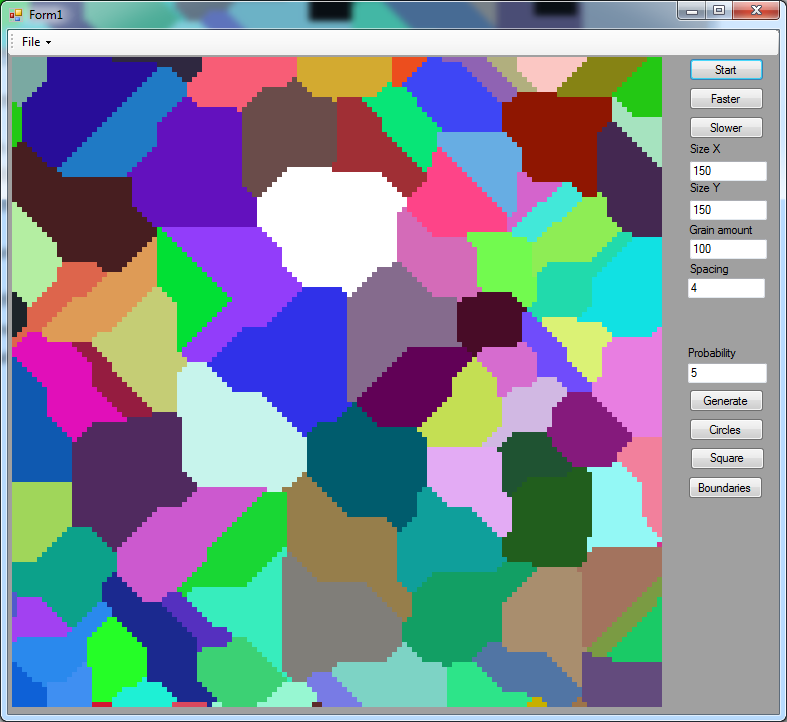 Form1
File
Start
Faster
Slower
Size X
150
Size Y
150
Grain amount
100
Spacing
4
Probability
5
Generate
Circles
Square
Boundaries